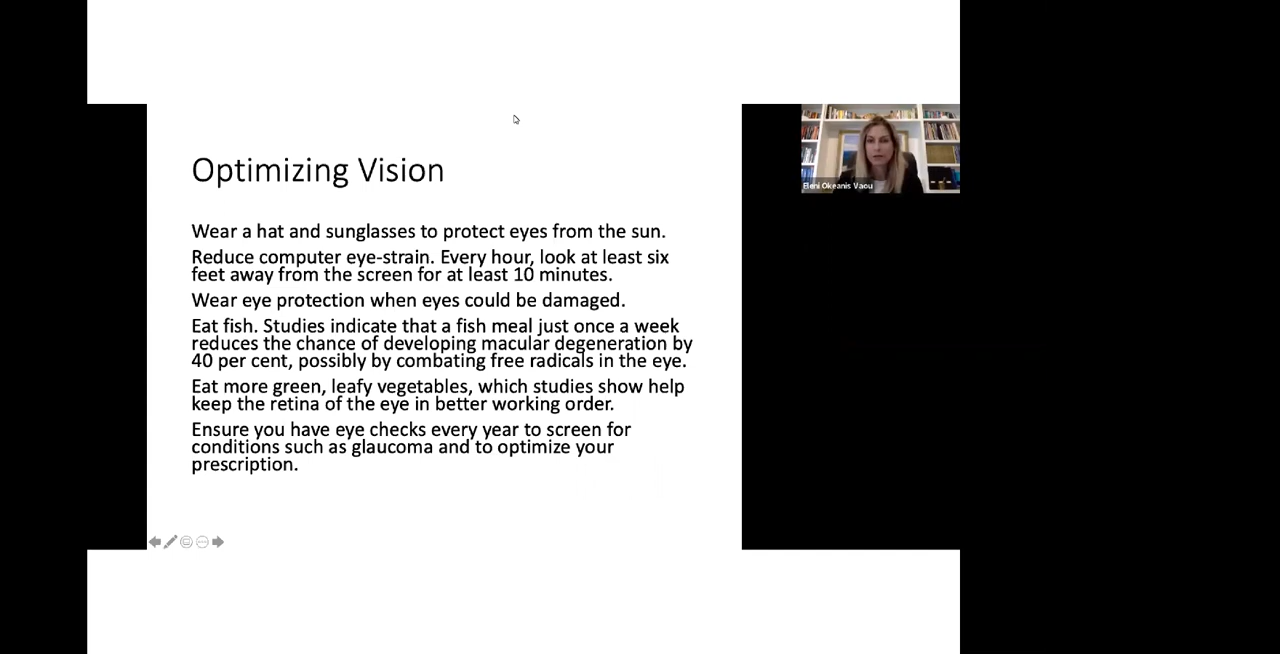 Optimizing Vision
Wear a hat and sunglasses to protect eyes from the sun.
Reduce computer eye-strain. Every hour, look at least six
feet away from the screen for at least 10 minutes.
Wear eye protection when eyes could be damaged.
Eat fish. Studies indicate that a fish meal just once a week
reduces the chance of developing macular degeneration by
40 per cent, possibly by combating free radicals in the eye.
Eat more green, leafy vegetables, which studies show help
keep the retina of the eye in better working order.
Ensure you have eye checks every year to screen for
conditions such as glaucoma and to optimize your
prescription.
Eleni Okeanis Vaou